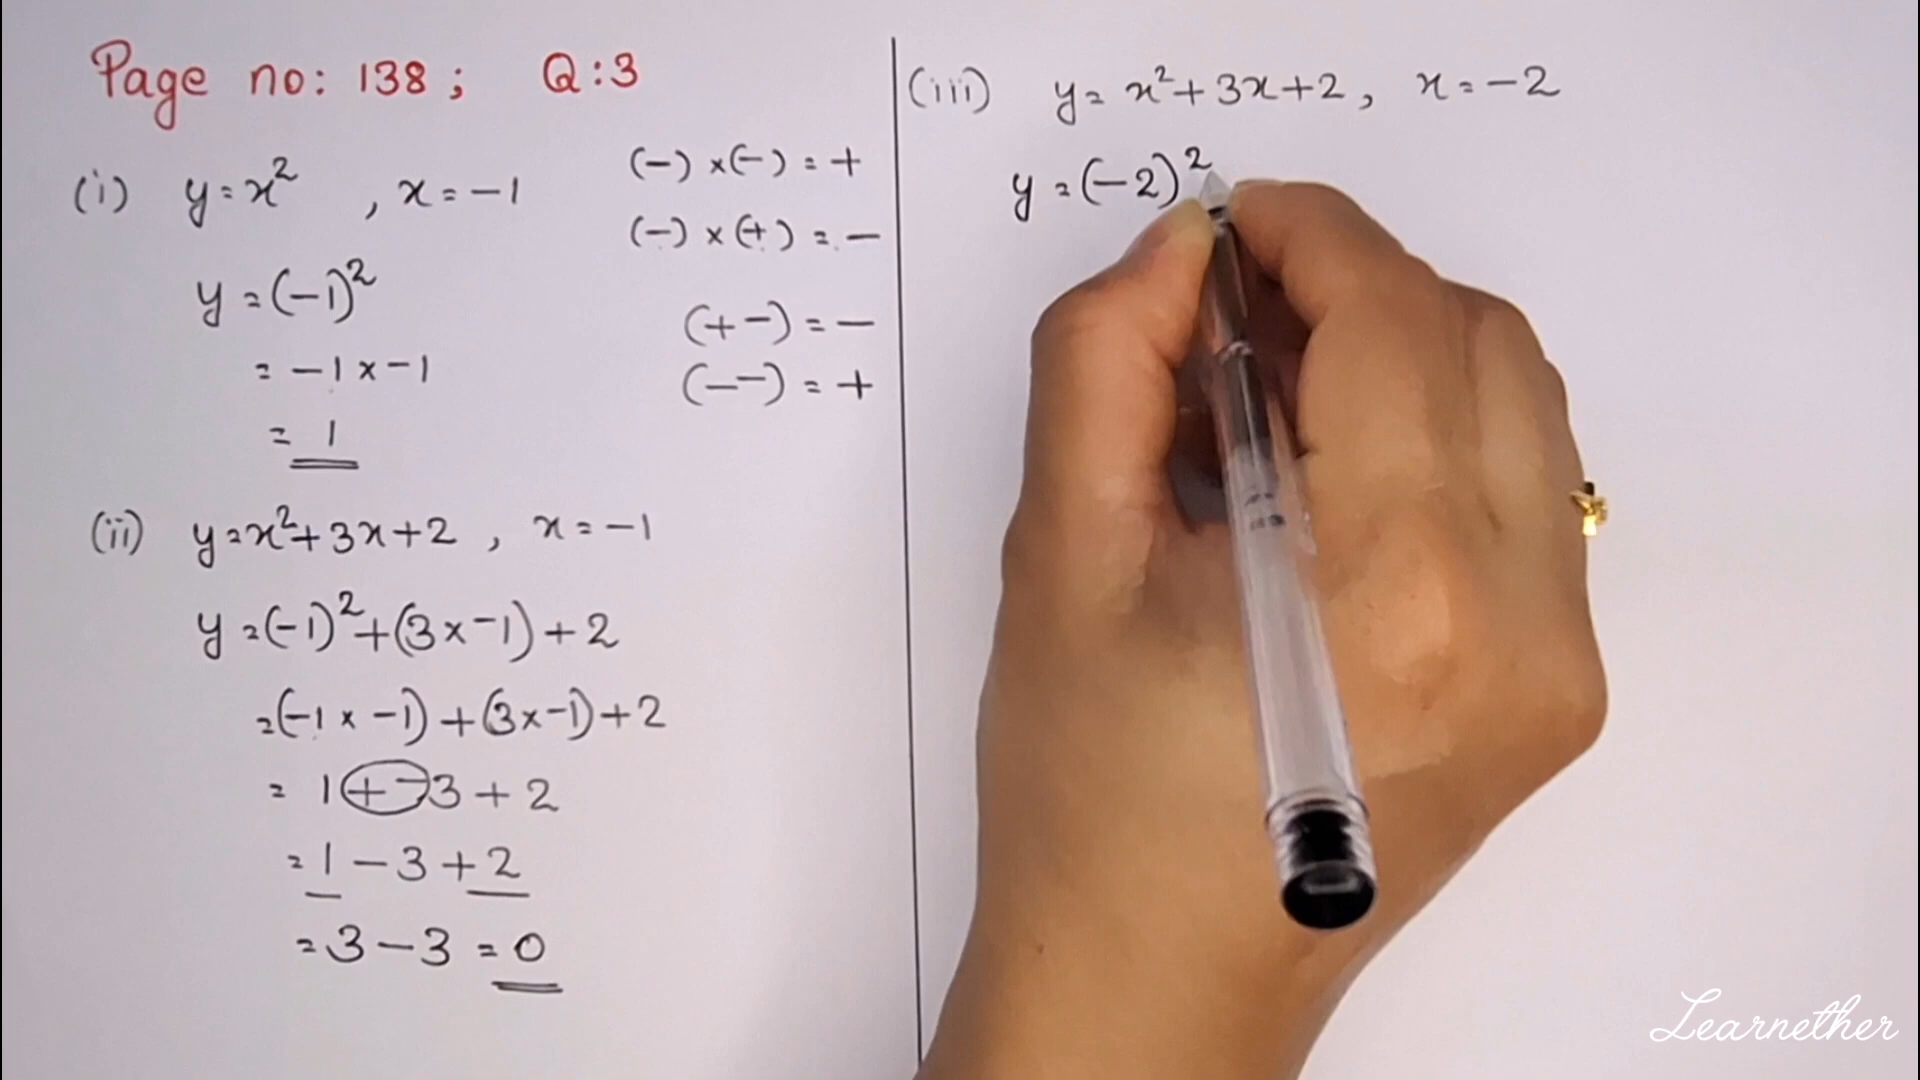 Page no: 138 ; Q:3
(i) y = x² , x = -1
y = (-1)²
= -1 x -1
= 1
(-) x (-) = +
(-) x (+) = -
(+ -) = -
(- -) = +
(ii) y = x² + 3x + 2 , x = -1
y = (-1)² + (3 x -1) + 2
= (-1 x -1) + (3 x -1) + 2
= 1 + - 3 + 2
= 1 - 3 + 2
= 3 - 3 = 0
(iii) y = x² + 3x + 2 , x = -2
y = (-2)²
Learnether